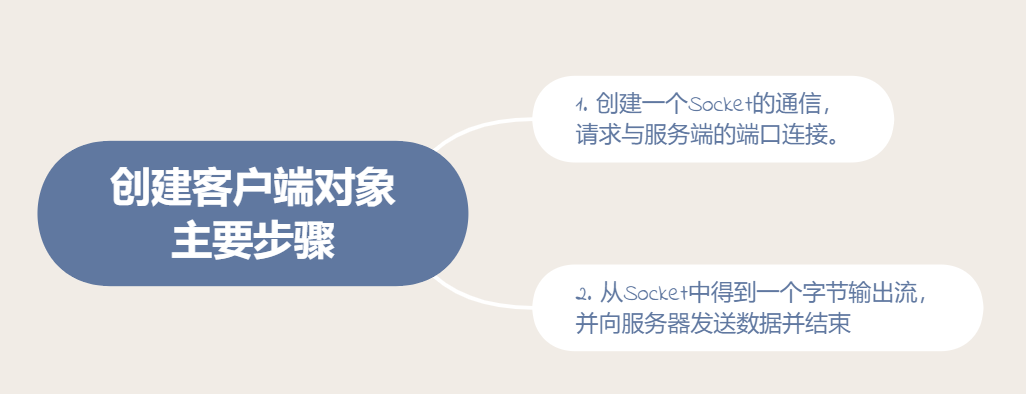 创建客户端对象
主要步骤
1. 创建一个Socket的通信，
请求与服务端的端口连接。
2. 从Socket中得到一个字节输出流，
并向服务器发送数据并结束